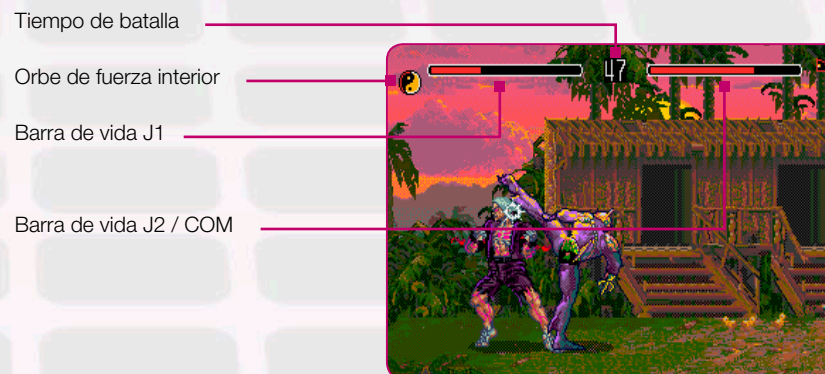 Tiempo de batalla
47
Orbe de fuerza interior
Barra de vida J1
Barra de vida J2 / COM